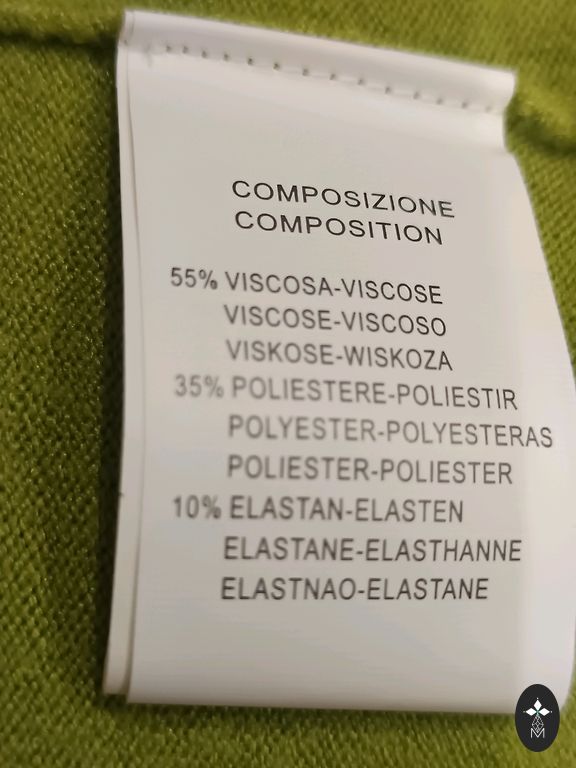 COMPOSIZIONE
COMPOSITION
55% VISCOSA-VISCOSE
VISCOSE-VISCOSO
VISKOSE-WISKOZA
35% POLIESTERE-POLIESTIR
POLYESTER-POLYESTERAS
POLIESTER-POLIESTER
10% ELASTAN-ELASTEN
ELASTANE-ELASTHANNE
ELASTNAO-ELASTANE
M